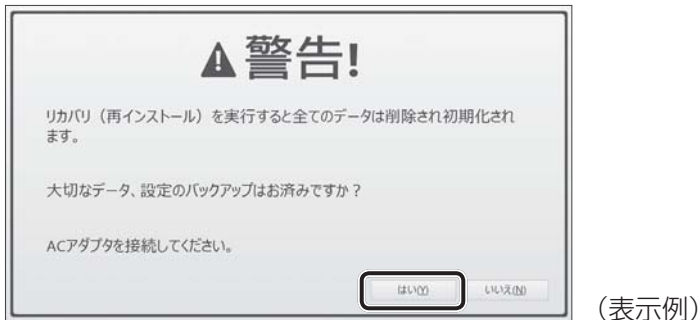 警告!
リカバリ（再インストール）を実行すると全てのデータは削除され初期化され
ます。
大切なデータ、設定のバックアップはお済みですか？
ACアダプタを接続してください。
はい(Y) いいえ(N)
（表示例）